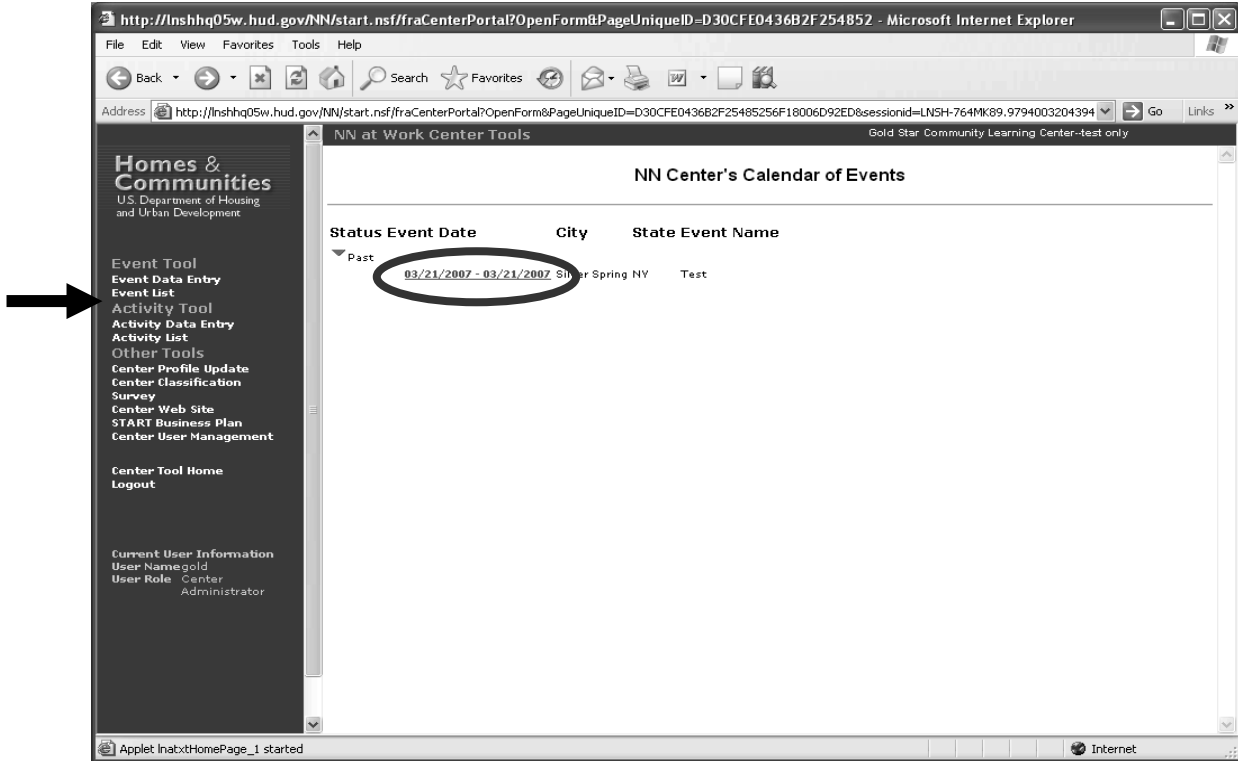 http://lnshhq05w.hud.gov/NN/start.nsf/fraCenterPortal?OpenForm&PageUniqueID=D30CFE0436B2F254852 - Microsoft Internet Explorer
File Edit View Favorites Tools Help
Back Search Favorites
Address http://lnshhq05w.hud.gov/NN/start.nsf/fraCenterPortal?OpenForm&PageUniqueID=D30CFE0436B2F25485256F18006D92ED&sessionid=LNSH-764MK89.9794003204394 Go Links »
NN at Work Center Tools Gold Star Community Learning Center--test only
Homes &
Communities
U.S. Department of Housing
and Urban Development
Event Tool
Event Data Entry
Event List
Activity Tool
Activity Data Entry
Activity List
Other Tools
Center Profile Update
Center Classification
Survey
Center Web Site
START Business Plan
Center User Management
Center Tool Home
Logout
Current User Information
User Name gold
User Role Center
Administrator
NN Center's Calendar of Events
Status Event Date City State Event Name
Past
03/21/2007 - 03/21/2007 Silver Spring NY Test
Applet lnatxtHomePage_1 started Internet